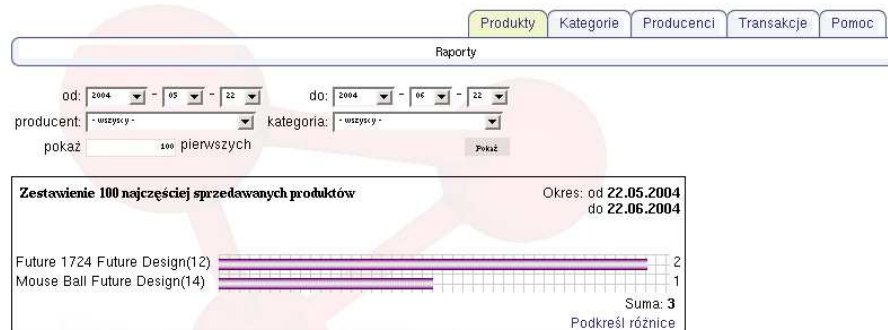 Produkty Kategorie Producenci Transakcje Pomoc
Raporty
od: 2004 - 05 - 22 do: 2004 - 06 - 22
producent: - wszyscy - kategoria: - wszyscy -
pokaż 100 pierwszych Pokaż
Zestawienie 100 najczęściej sprzedawanych produktów Okres: od 22.05.2004
do 22.06.2004
Future 1724 Future Design(12) 2
Mouse Ball Future Design(14) 1
Suma: 3
Podkreśl różnice